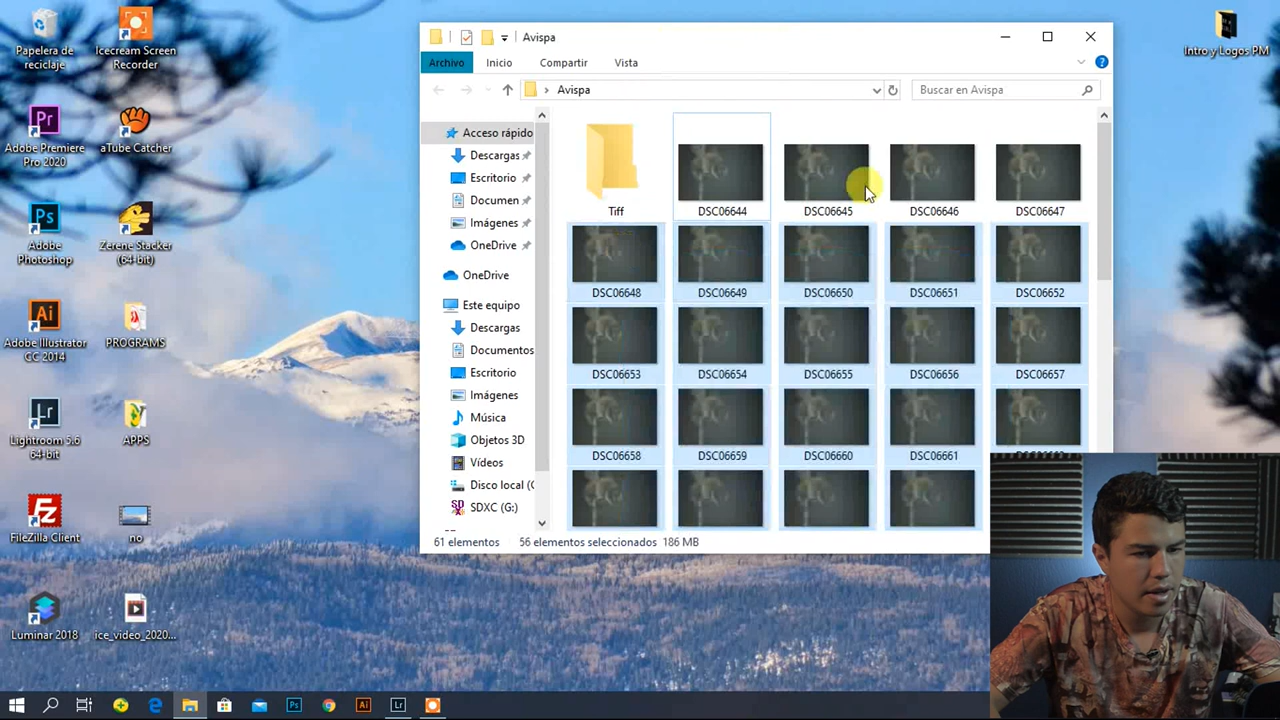 Papelera de
reciclaje
Icecream Screen
Recorder
Adobe Premiere
Pro 2020
aTube Catcher
Adobe
Photoshop
Zerene Stacker
(64-bit)
Adobe Illustrator
CC 2014
PROGRAMS
Lightroom 5.6
64-bit
APPS
FileZilla Client
no
Luminar 2018
ice_video_2020...
Intro y Logos PM
Avispa
Archivo
Inicio
Compartir
Vista
Avispa
Buscar en Avispa
Acceso rápido
Descargas
Escritorio
Documen
Imágenes
OneDrive
OneDrive
Este equipo
Descargas
Documentos
Escritorio
Imágenes
Música
Objetos 3D
Vídeos
Disco local (
SDXC (G:)
Tiff
DSC06644
DSC06645
DSC06646
DSC06647
DSC06648
DSC06649
DSC06650
DSC06651
DSC06652
DSC06653
DSC06654
DSC06655
DSC06656
DSC06657
DSC06658
DSC06659
DSC06660
DSC06661
61 elementos
56 elementos seleccionados 186 MB